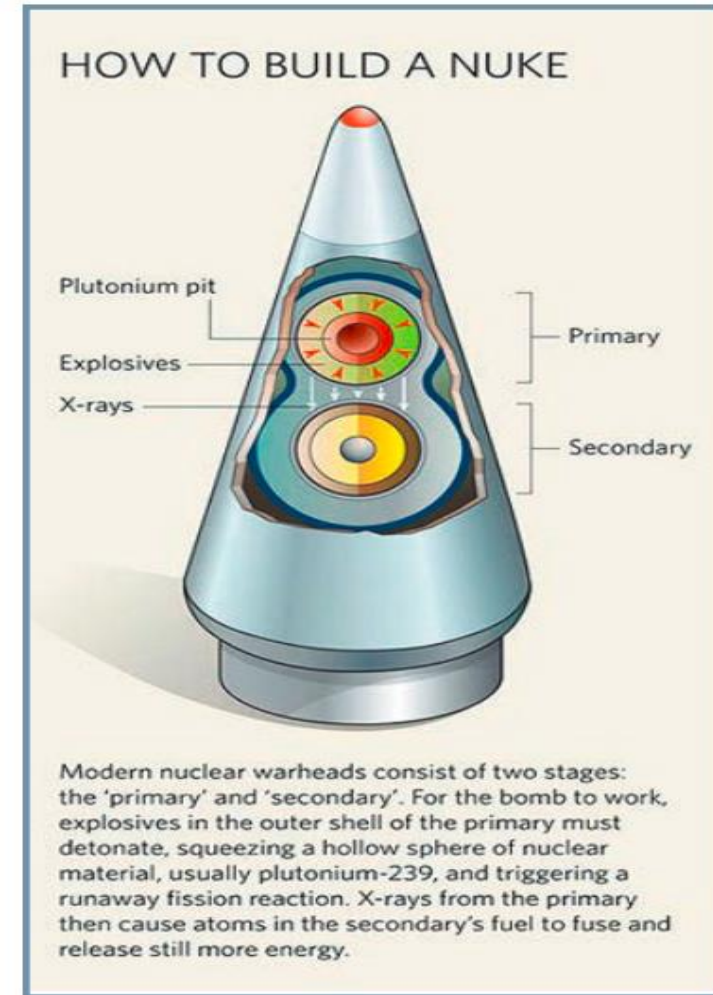 HOW TO BUILD A NUKE
Plutonium pit
Explosives
X-rays
Primary
Secondary
Modern nuclear warheads consist of two stages:
the ‘primary’ and ‘secondary’. For the bomb to work,
explosives in the outer shell of the primary must
detonate, squeezing a hollow sphere of nuclear
material, usually plutonium-239, and triggering a
runaway fission reaction. X-rays from the primary
then cause atoms in the secondary’s fuel to fuse and
release still more energy.